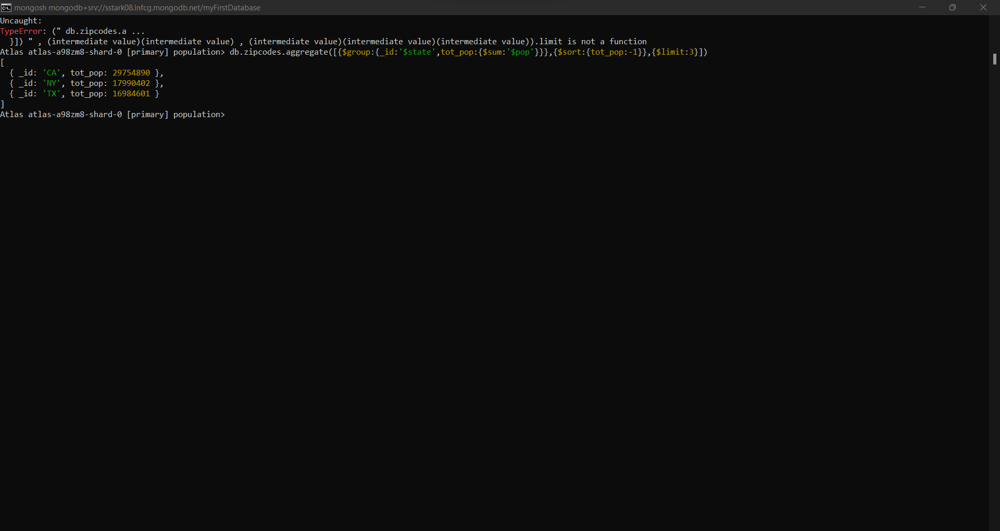 mongosh mongodb+srv://sstark08.lnfcg.mongodb.net/myFirstDatabase
Uncaught:
TypeError: (" db.zipcodes.a ...
  }]) " , (intermediate value)(intermediate value) , (intermediate value)(intermediate value)(intermediate value)).limit is not a function
Atlas atlas-a98zm8-shard-0 [primary] population> db.zipcodes.aggregate([{$group:{_id:'$state',tot_pop:{$sum:'$pop'}}},{$sort:{tot_pop:-1}},{$limit:3}])
[
  { _id: 'CA', tot_pop: 29754890 },
  { _id: 'NY', tot_pop: 17990402 },
  { _id: 'TX', tot_pop: 16984601 }
]
Atlas atlas-a98zm8-shard-0 [primary] population>